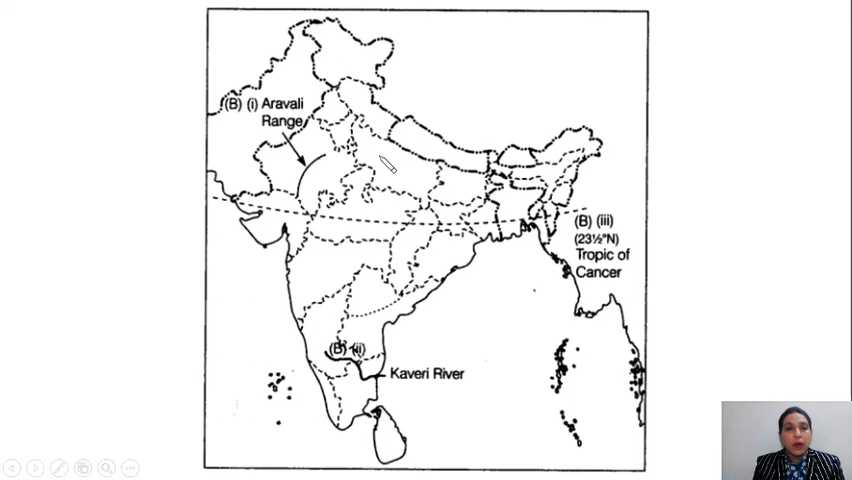 (B) (i) Aravali
Range
(B) (iii)
(23½°N)
Tropic of
Cancer
(B) (ii)
Kaveri River